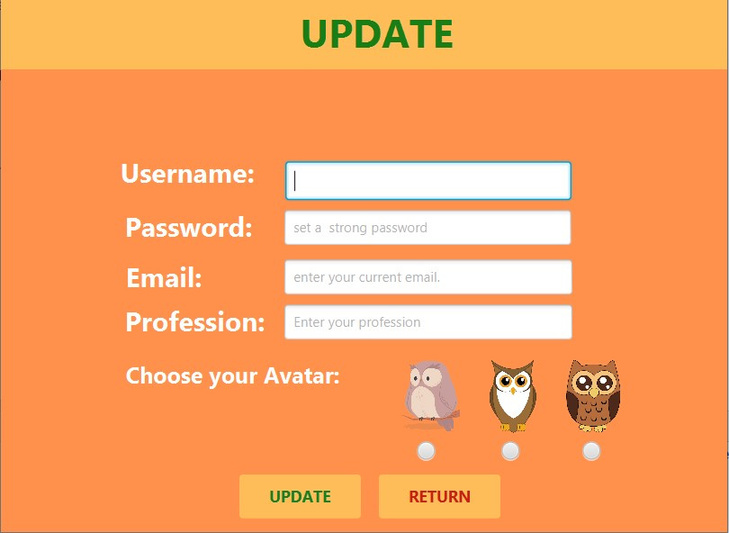 UPDATE
Username:
Password: set a  strong password
Email: enter your current email.
Profession: Enter your profession
Choose your Avatar:
UPDATE RETURN